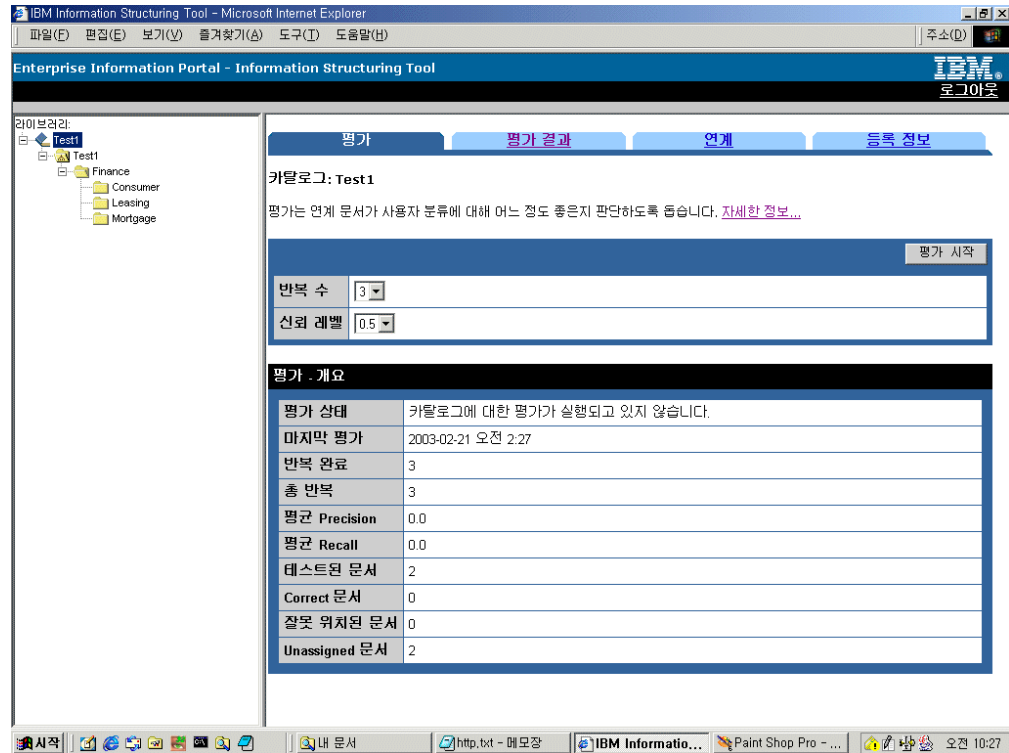 IBM Information Structuring Tool - Microsoft Internet Explorer
파일(F) 편집(E) 보기(V) 즐겨찾기(A) 도구(T) 도움말(H) 주소(D)
Enterprise Information Portal - Information Structuring Tool
IBM
로그아웃
라이브러리:
Test1
Test1
Finance
Consumer
Leasing
Mortgage
평가 평가 결과 연계 등록 정보
카탈로그: Test1
평가는 연계 문서가 사용자 분류에 대해 어느 정도 좋은지 판단하도록 돕습니다. 자세한 정보...
평가 시작
반복 수 3
신뢰 레벨 0.5
평가 - 개요
평가 상태 카탈로그에 대한 평가가 실행되고 있지 않습니다.
마지막 평가 2003-02-21 오전 2:27
반복 완료 3
총 반복 3
평균 Precision 0.0
평균 Recall 0.0
테스트된 문서 2
Correct 문서 0
잘못 위치된 문서 0
Unassigned 문서 2
시작 내 문서 http.txt - 메모장 IBM Informatio... Paint Shop Pro - ... 오전 10:27